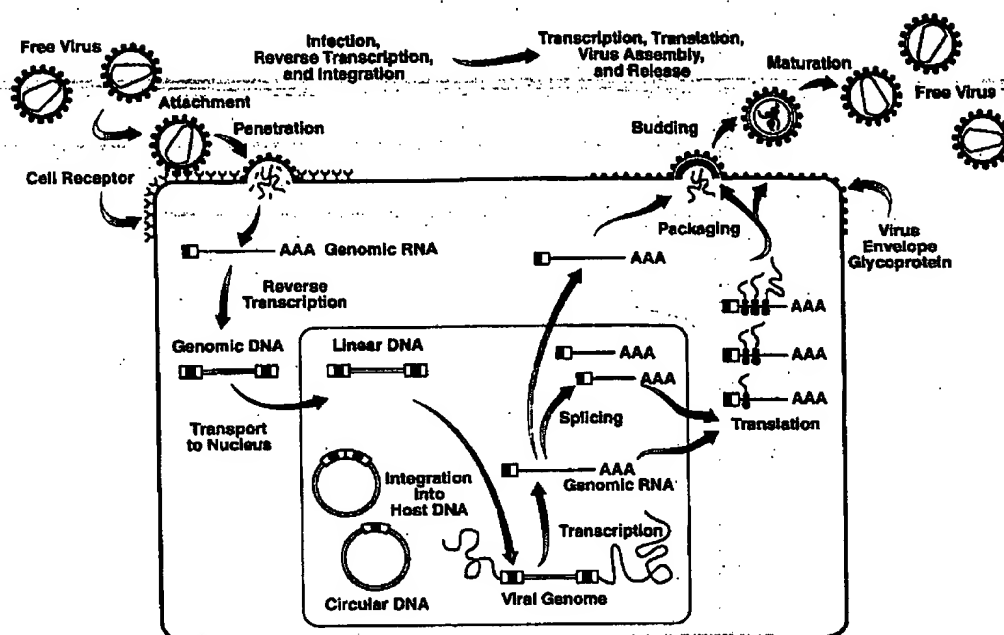 Free Virus
Infection,
Reverse Transcription,
and Integration
Transcription, Translation,
Virus Assembly,
and Release
Maturation
Free Virus
Attachment
Penetration
Budding
Cell Receptor
Packaging
Virus
Envelope
Glycoprotein
AAA Genomic RNA
AAA
Reverse
Transcription
AAA
Genomic DNA
Linear DNA
AAA
AAA
AAA
AAA
Splicing
Translation
Transport
to Nucleus
AAA
Genomic RNA
Integration
into
Host DNA
Transcription
Circular DNA
Viral Genome